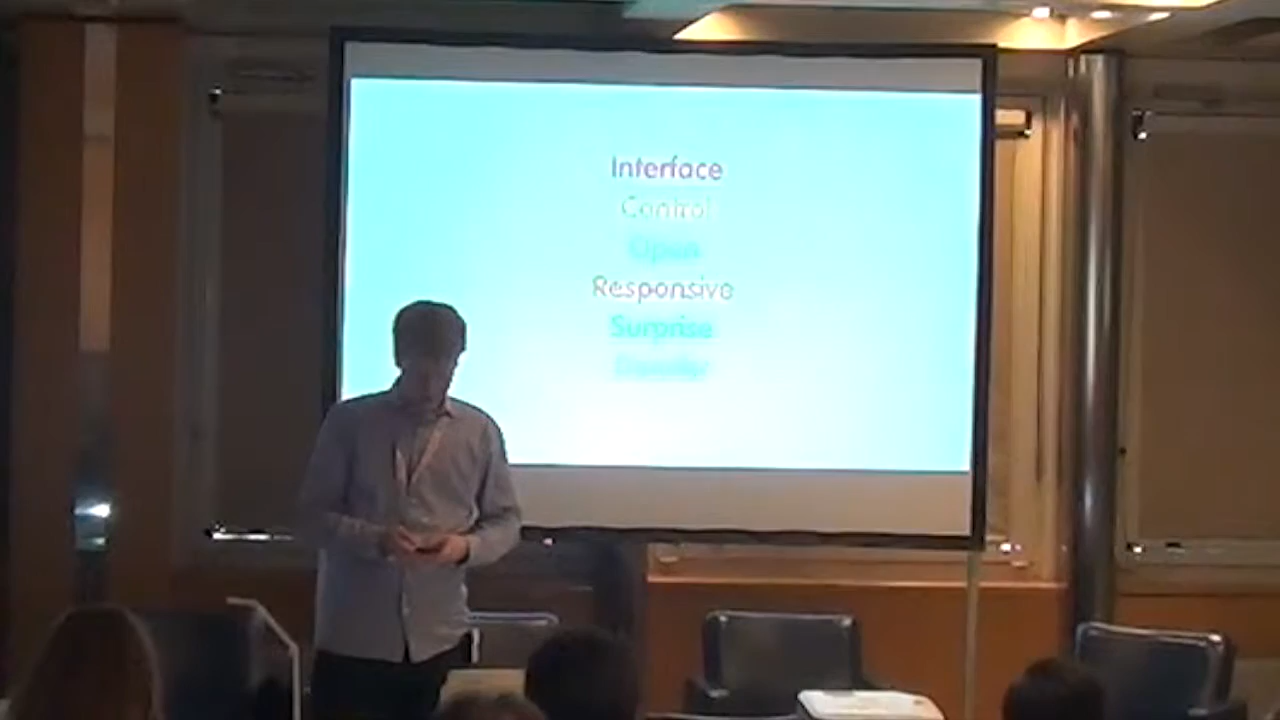 Interface
Control
Open
Responsive
Surprise